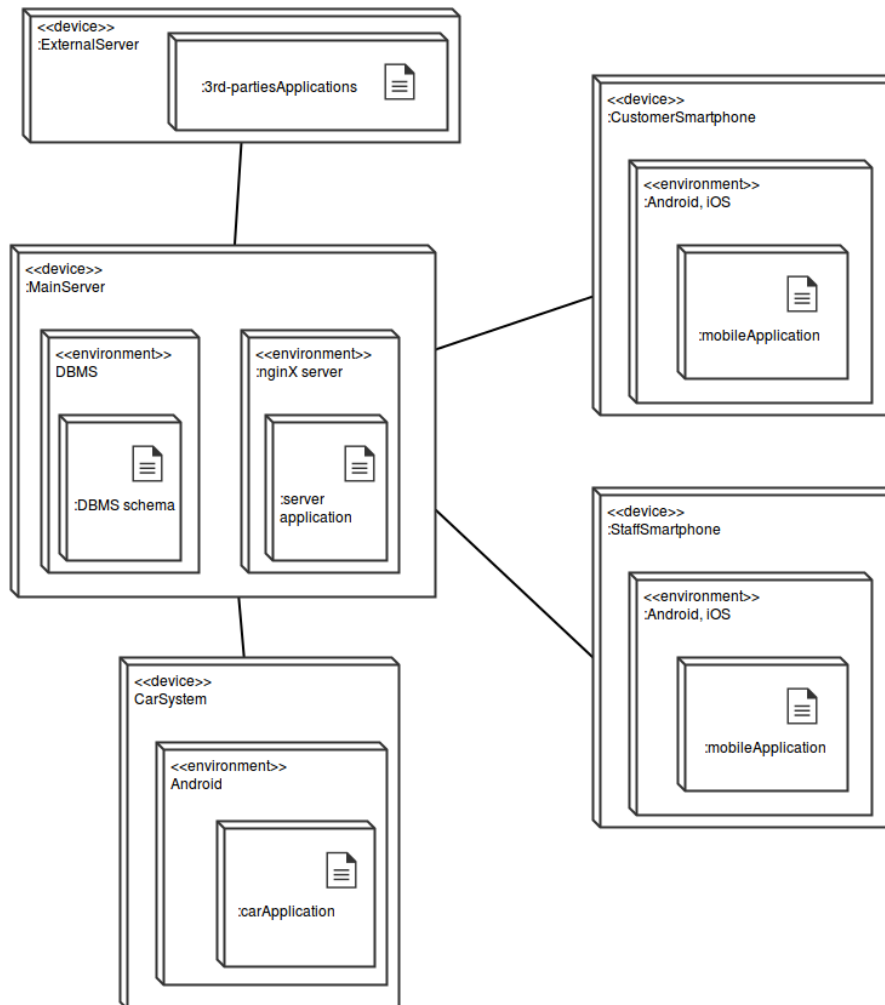 <<device>>
:ExternalServer
:3rd-partiesApplications
<<device>>
:CustomerSmartphone
<<environment>>
:Android, iOS
:mobileApplication
<<device>>
:MainServer
<<environment>>
DBMS
:DBMS schema
<<environment>>
:nginX server
:server
application
<<device>>
:StaffSmartphone
<<environment>>
:Android, iOS
:mobileApplication
<<device>>
CarSystem
<<environment>>
Android
:carApplication